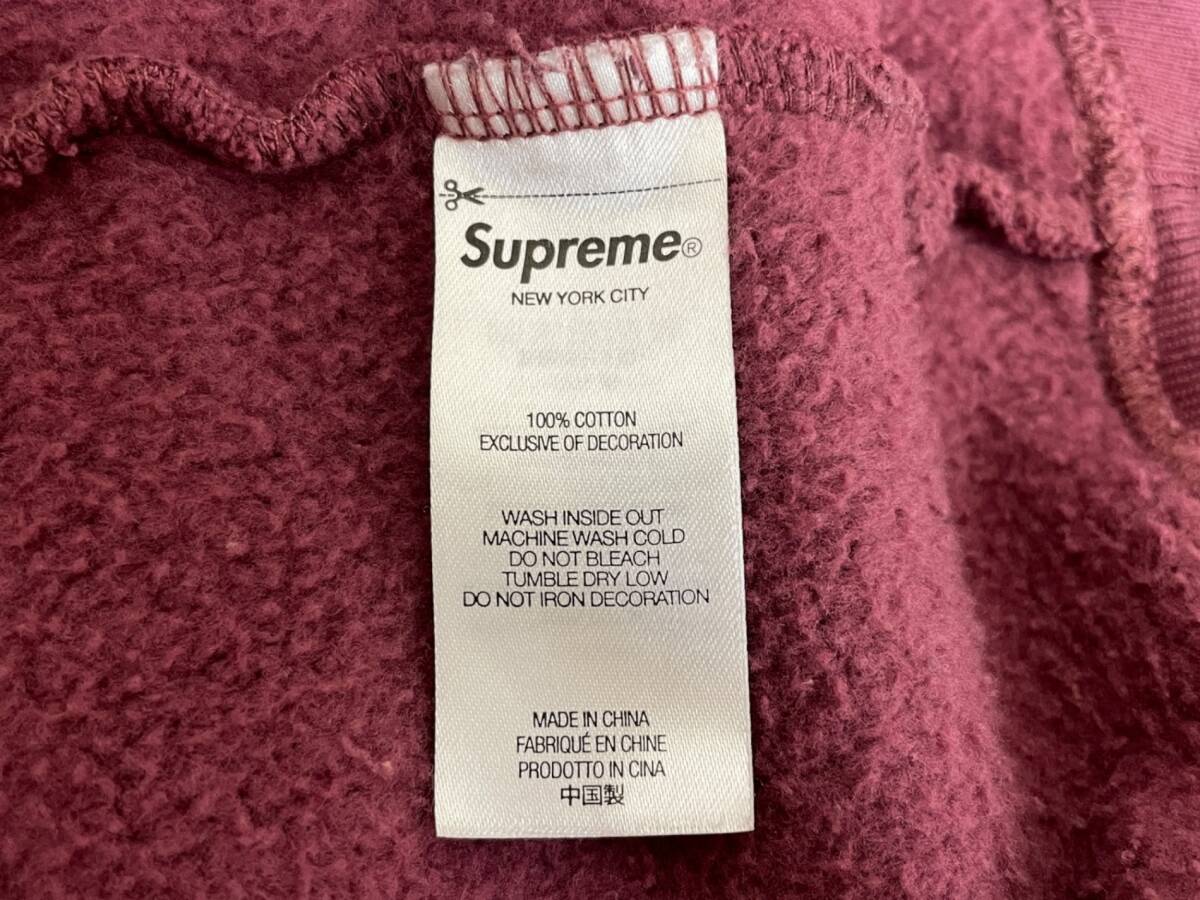 Supreme®
NEW YORK CITY
100% COTTON
EXCLUSIVE OF DECORATION
WASH INSIDE OUT
MACHINE WASH COLD
DO NOT BLEACH
TUMBLE DRY LOW
DO NOT IRON DECORATION
MADE IN CHINA
FABRIQUÉ EN CHINE
PRODOTTO IN CINA
中国製